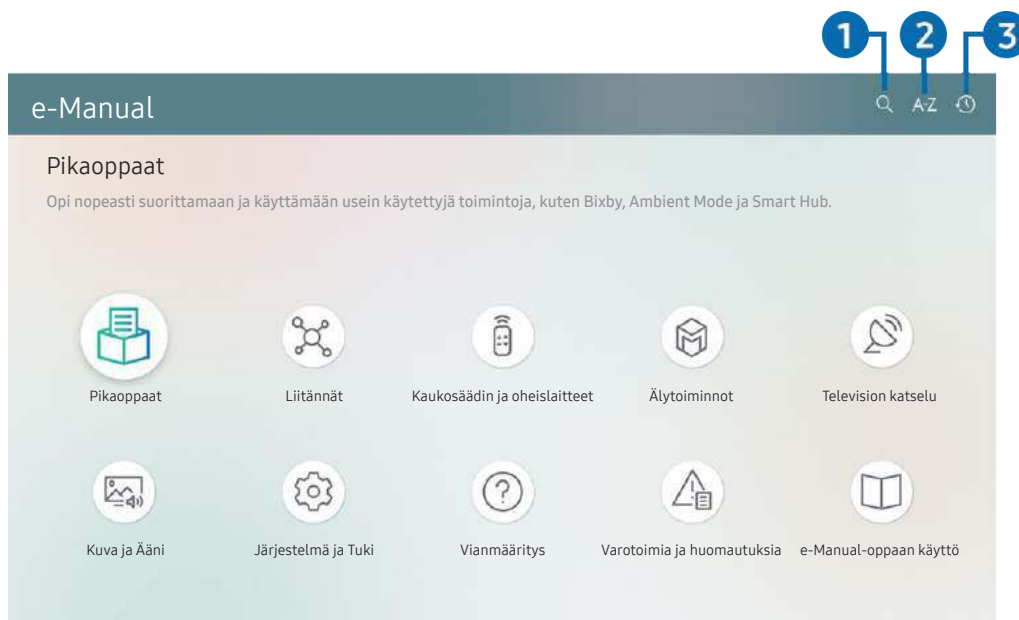 1 2 3
e-Manual
A-Z
Pikaoppaat
Opi nopeasti suorittamaan ja käyttämään usein käytettyjä toimintoja, kuten Bixby, Ambient Mode ja Smart Hub.
Pikaoppaat
Liitännät
Kaukosäädin ja oheislaitteet
Älytoiminnot
Television katselu
Kuva ja Ääni
Järjestelmä ja Tuki
Vianmääritys
Varotoimia ja huomautuksia
e-Manual-oppaan käyttö